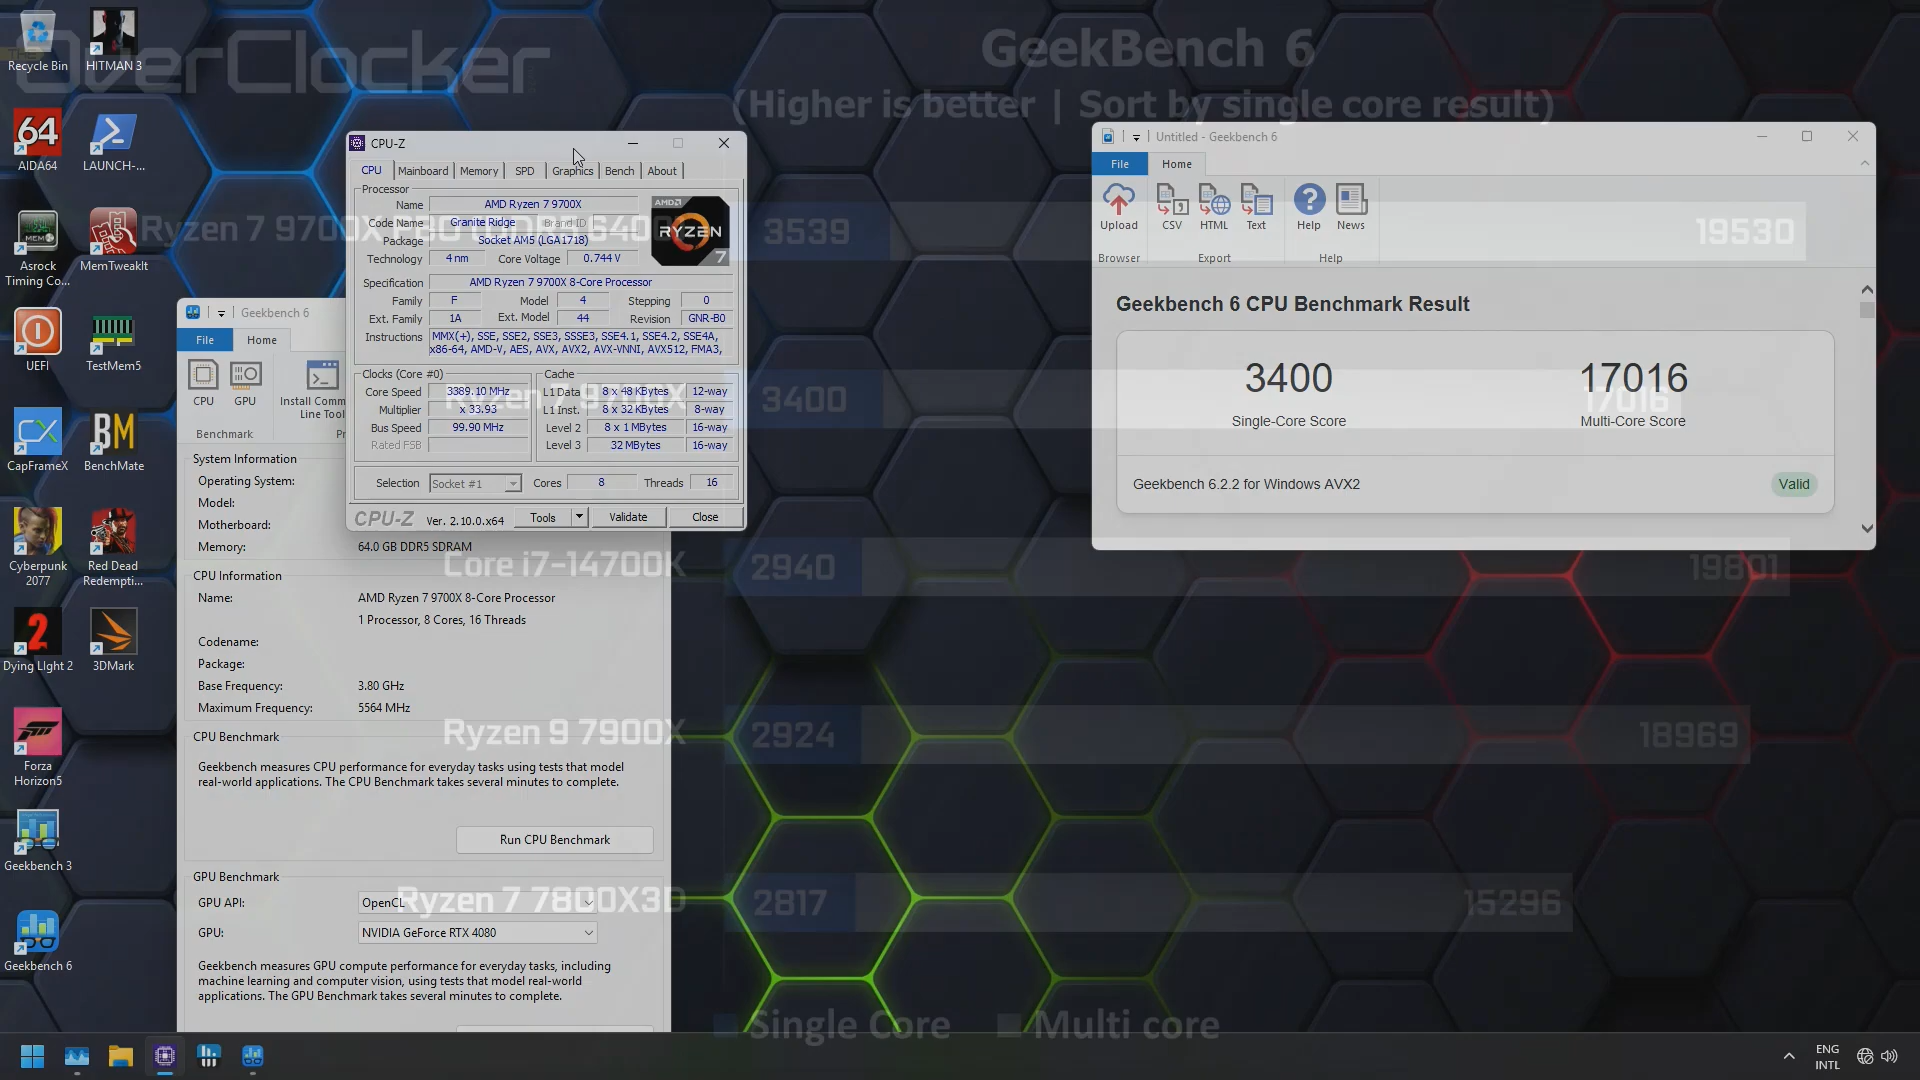 OverClocker
GeekBench 6
(Higher is better | Sort by single core result)
Recycle Bin
HITMAN 3
64
AIDA64
LAUNCH-...
MEM
Asrock
Timing Co...
MemTweakIt
UEFI
TestMem5
CX
CapFrameX
BM
BenchMate
Cyberpunk
2077
Red Dead
Redempti...
2
Dying LIght 2
3DMark
Forza
Horizon5
Geekbench 3
Geekbench 6
CPU-Z
CPU
Mainboard
Memory
SPD
Graphics
Bench
About
Processor
Name
AMD Ryzen 7 9700X
Code Name
Granite Ridge
Brand ID
Package
Socket AM5 (LGA1718)
Technology
4 nm
Core Voltage
0.744 V
AMD
RYZEN
7
Specification
AMD Ryzen 7 9700X 8-Core Processor
Family
F
Model
4
Stepping
0
Ext. Family
1A
Ext. Model
44
Revision
GNR-B0
Instructions
MMX(+), SSE, SSE2, SSE3, SSSE3, SSE4.1, SSE4.2, SSE4A,
x86-64, AMD-V, AES, AVX, AVX2, AVX-VNNI, AVX512, FMA3,
Clocks (Core #0)
Core Speed
3389.10 MHz
Multiplier
x 33.93
Bus Speed
99.90 MHz
Rated FSB
Cache
L1 Data
8 x 48 KBytes
12-way
L1 Inst.
8 x 32 KBytes
8-way
Level 2
8 x 1 MBytes
16-way
Level 3
32 MBytes
16-way
Selection
Socket #1
Cores
8
Threads
16
CPU-Z
Ver. 2.10.0.x64
Tools
Validate
Close
Geekbench 6
File
Home
CPU
GPU
Install Comm
Line Tool
Benchmark
Pr
System Information
Operating System:
Model:
Motherboard:
Memory:
64.0 GB DDR5 SDRAM
CPU Information
Name:
AMD Ryzen 7 9700X 8-Core Processor
1 Processor, 8 Cores, 16 Threads
Codename:
Package:
Base Frequency:
3.80 GHz
Maximum Frequency:
5564 MHz
CPU Benchmark
Geekbench measures CPU performance for everyday tasks using tests that model
real-world applications. The CPU Benchmark takes several minutes to complete.
Run CPU Benchmark
GPU Benchmark
GPU API:
OpenCL
GPU:
NVIDIA GeForce RTX 4080
Geekbench measures GPU compute performance for everyday tasks, including
machine learning and computer vision, using tests that model real-world
applications. The GPU Benchmark takes several minutes to complete.
Untitled - Geekbench 6
File
Home
Upload
CSV
HTML
Text
Help
News
Browser
Export
Help
Geekbench 6 CPU Benchmark Result
3400
Single-Core Score
17016
Multi-Core Score
Geekbench 6.2.2 for Windows AVX2
Valid
Ryzen 7 9700X
DDR5 6400
3539
19530
Ryzen 7 9700X
3400
17016
Core i7-14700K
2940
19801
Ryzen 9 7900X
2924
18969
Ryzen 7 7800X3D
2817
15296
Single Core
Multi core
ENG
INTL